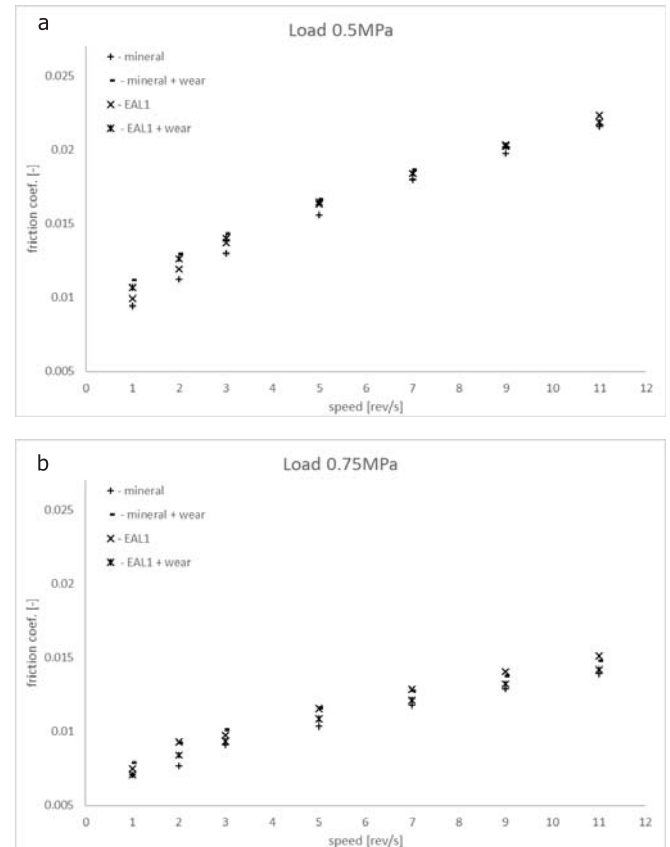 a
Load 0.5MPa
+ - mineral
- - mineral + wear
× - EAL1
ж - EAL1 + wear
friction coef. [-]
0.025
0.02
0.015
0.01
0.005
0 1 2 3 4 5 6 7 8 9 10 11 12
speed [rev/s]
b
Load 0.75MPa
+ - mineral
- - mineral + wear
× - EAL1
ж - EAL1 + wear
friction coef. [-]
0.025
0.02
0.015
0.01
0.005
0 1 2 3 4 5 6 7 8 9 10 11 12
speed [rev/s]